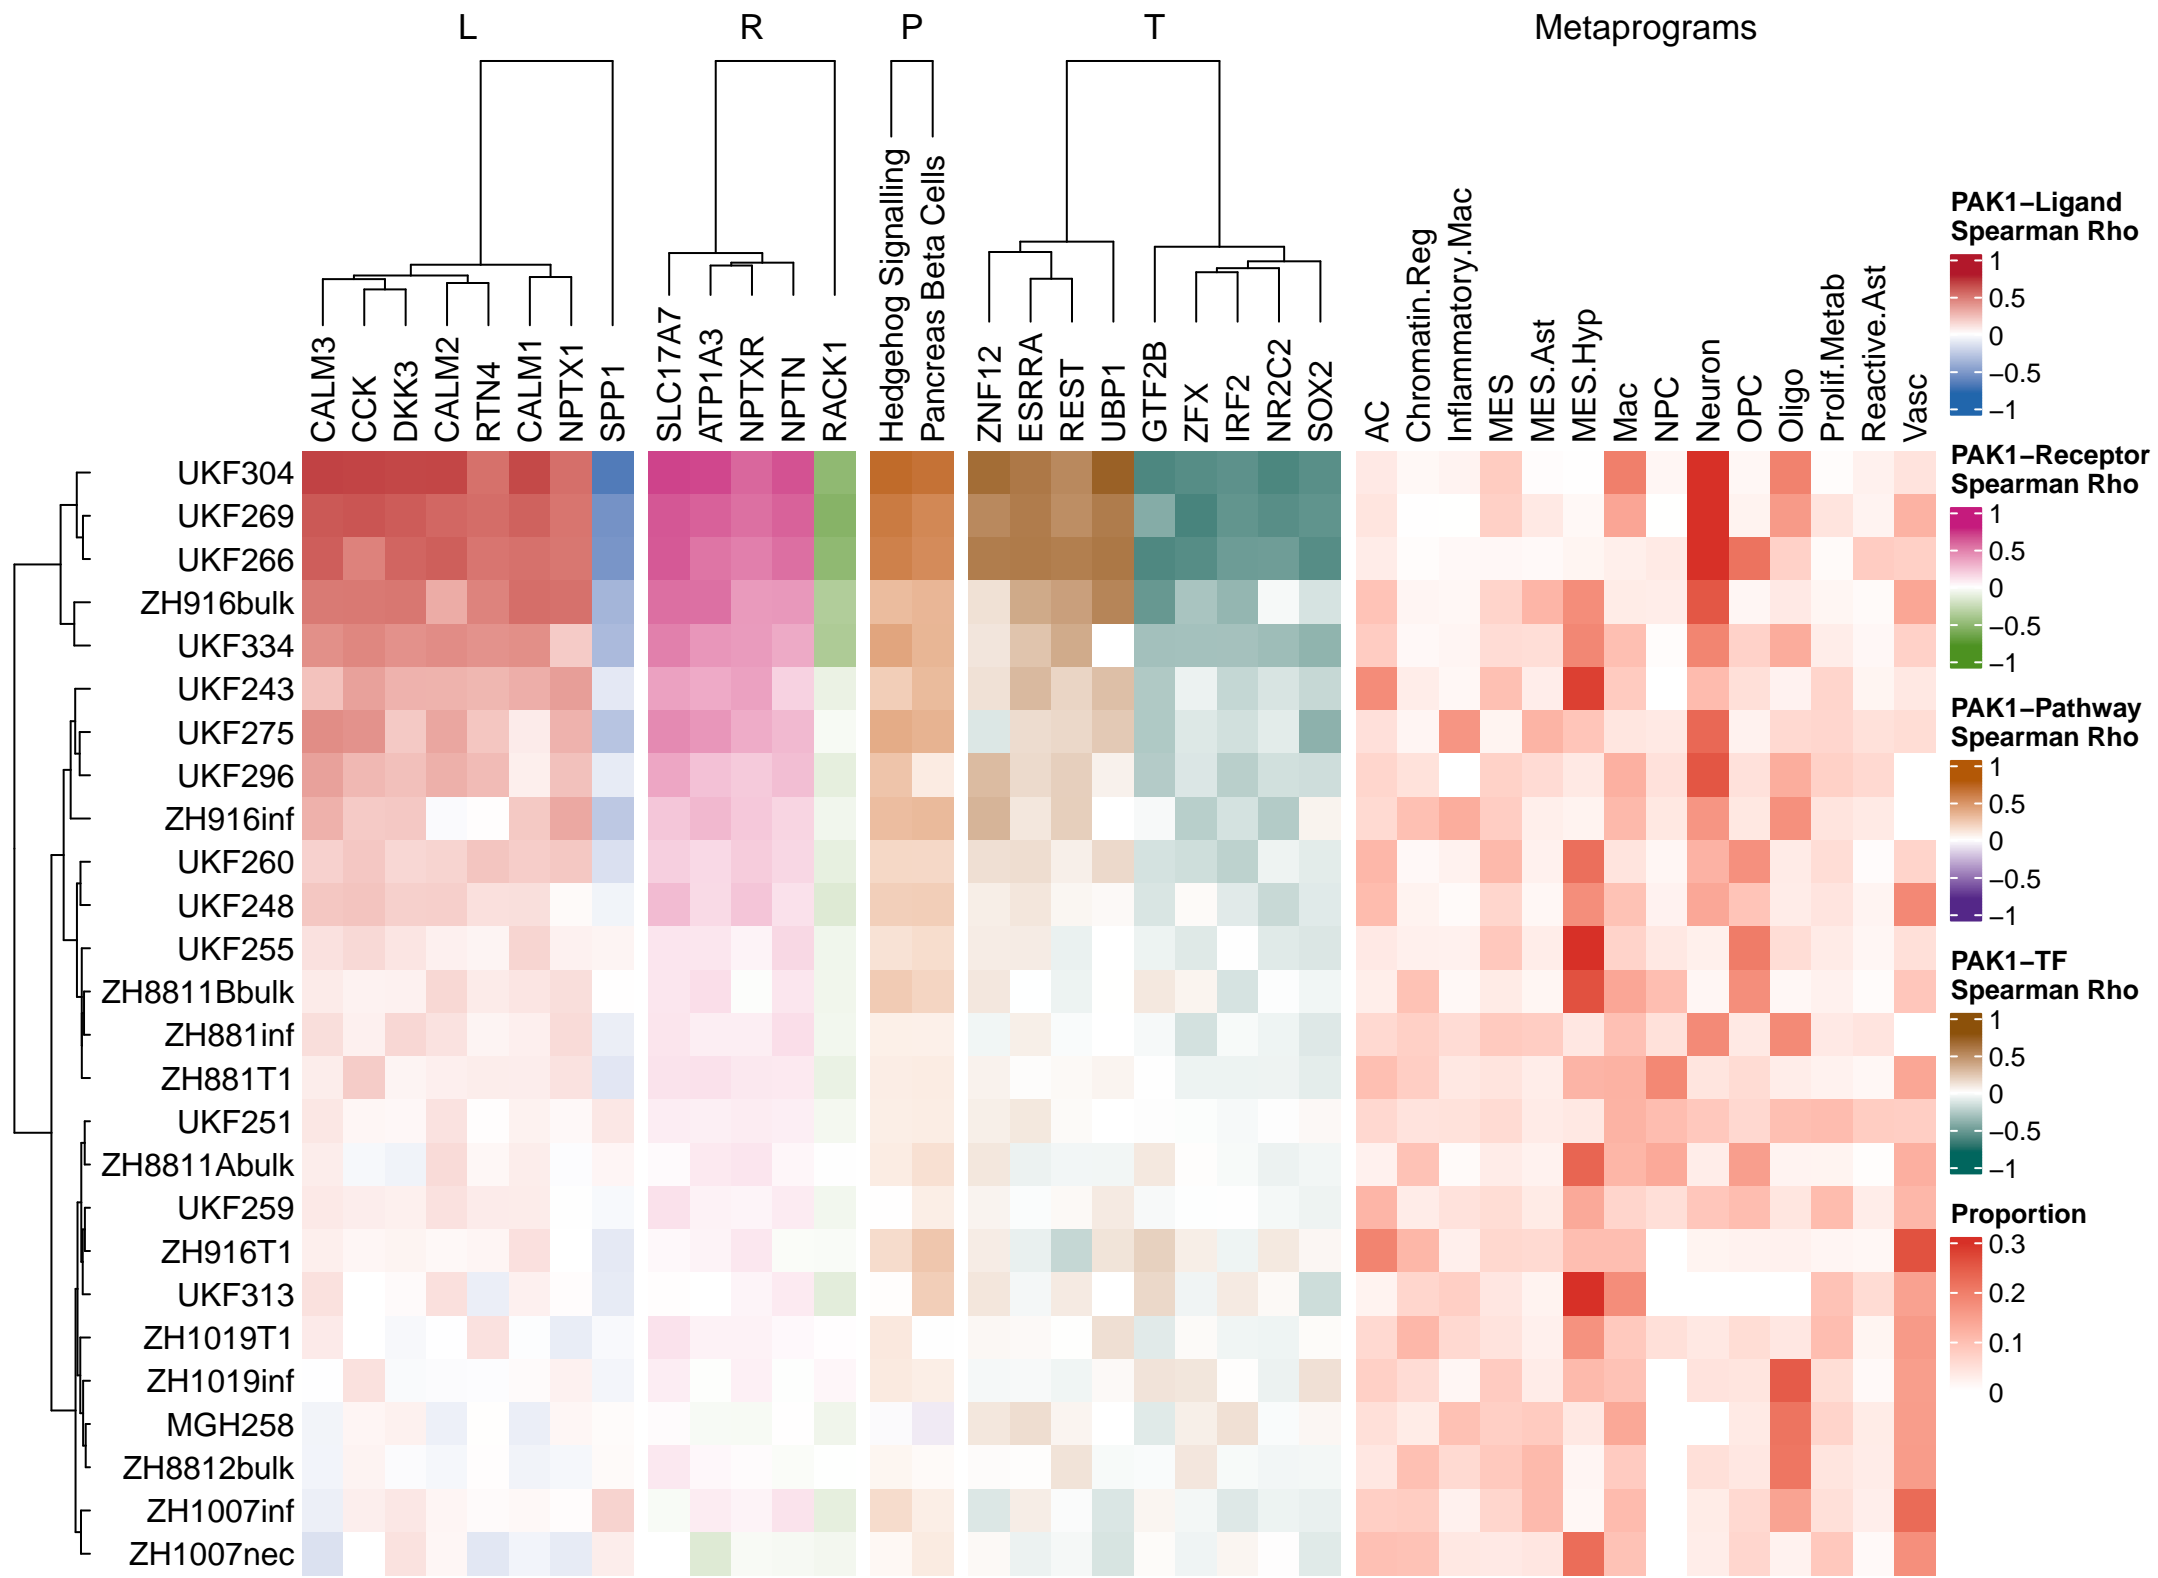 L R P T Metaprograms
CALM3
CCK
DKK3
CALM2
RTN4
CALM1
NPTX1
SPP1
SLC17A7
ATP1A3
NPTXR
NPTN
RACK1
Hedgehog Signalling
Pancreas Beta Cells
ZNF12
ESRRA
REST
UBP1
GTF2B
ZFX
IRF2
NR2C2
SOX2
AC
Chromatin.Reg
Inflammatory.Mac
MES
MES.Ast
MES.Hyp
Mac
NPC
Neuron
OPC
Oligo
Prolif.Metab
Reactive.Ast
Vasc
UKF304
UKF269
UKF266
ZH916bulk
UKF334
UKF243
UKF275
UKF296
ZH916inf
UKF260
UKF248
UKF255
ZH8811Bbulk
ZH881inf
ZH881T1
UKF251
ZH8811Abulk
UKF259
ZH916T1
UKF313
ZH1019T1
ZH1019inf
MGH258
ZH8812bulk
ZH1007inf
ZH1007nec
PAK1−Ligand
Spearman Rho
1
0.5
0
−0.5
−1
PAK1−Receptor
Spearman Rho
1
0.5
0
−0.5
−1
PAK1−Pathway
Spearman Rho
1
0.5
0
−0.5
−1
PAK1−TF
Spearman Rho
1
0.5
0
−0.5
−1
Proportion
0.3
0.2
0.1
0